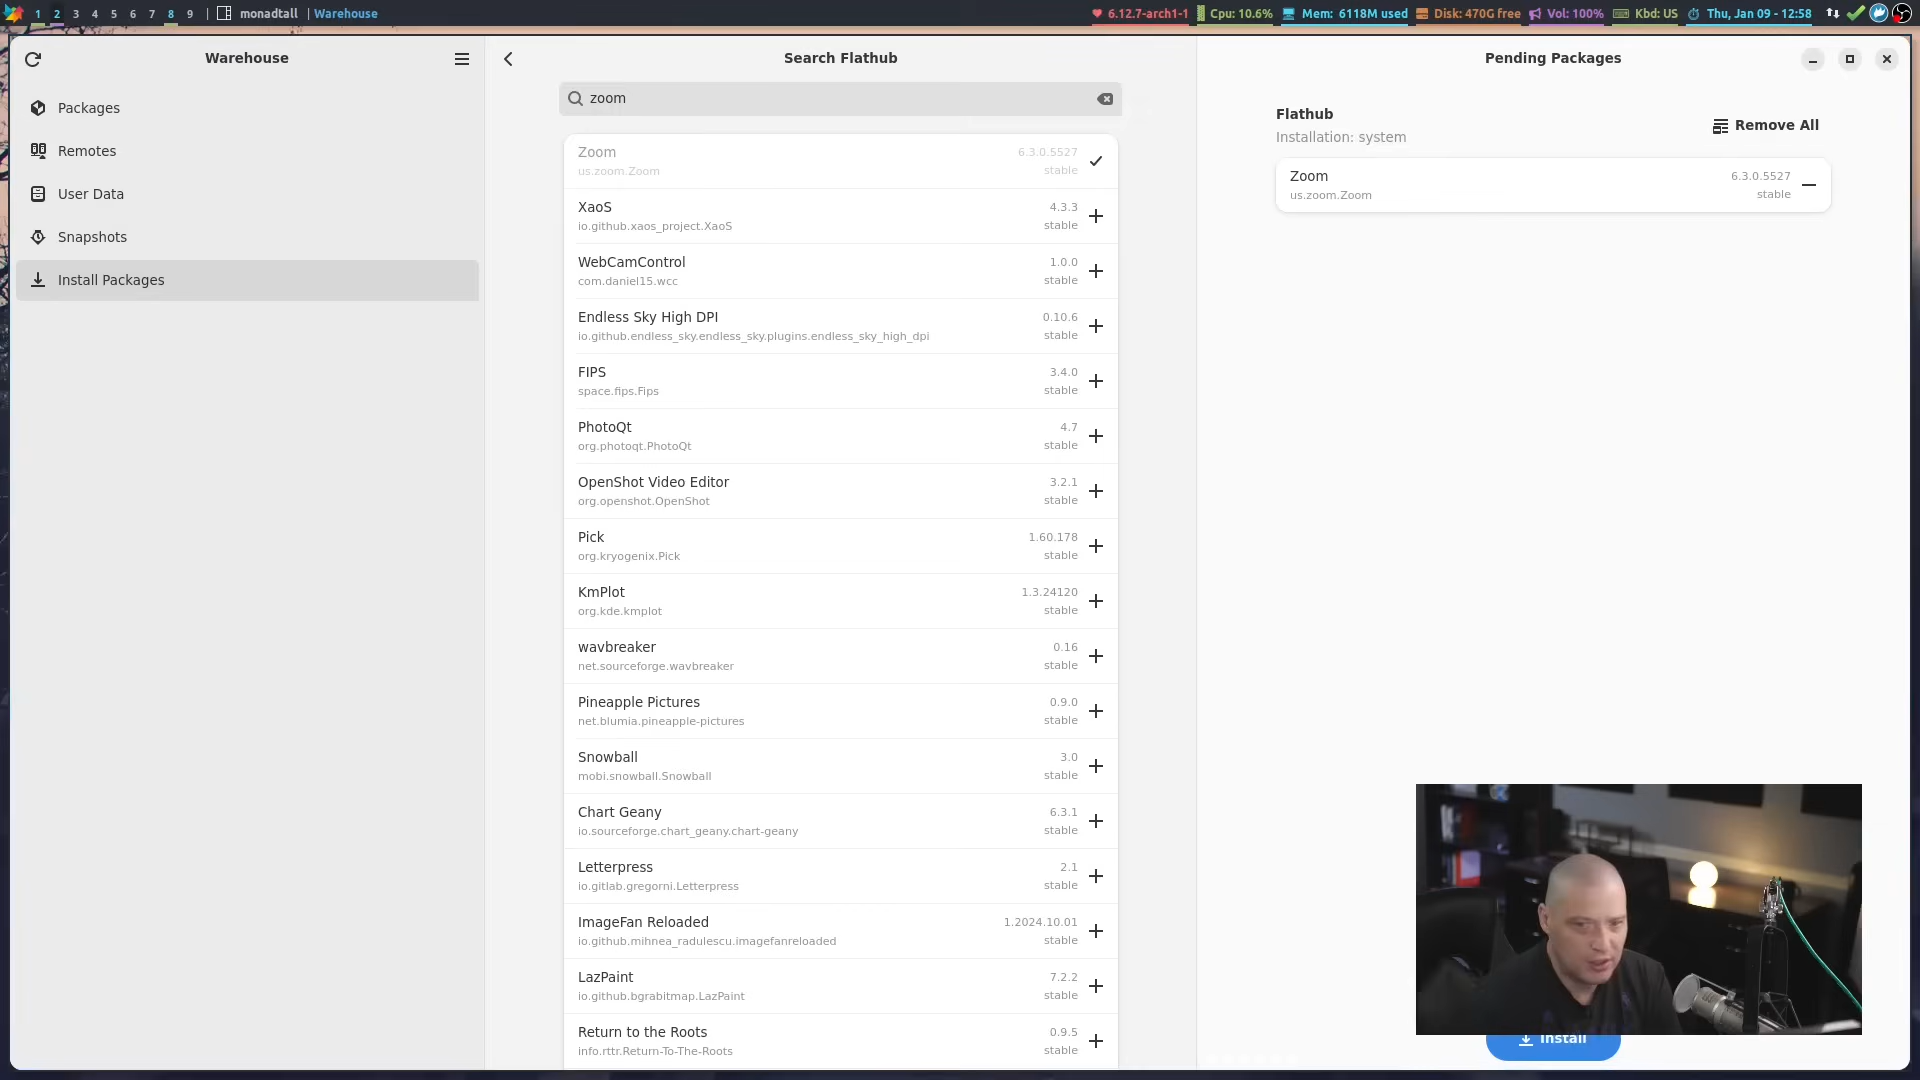 1 2 3 4 5 6 7 8 9 | monadtall | Warehouse
6.12.7-arch1-1 Cpu: 10.6% Mem: 6118M used Disk: 470G free Vol: 100% Kbd: US Thu, Jan 09 - 12:58
Warehouse
Packages
Remotes
User Data
Snapshots
Install Packages
Search Flathub
zoom
Zoom 6.3.0.5527
us.zoom.Zoom stable
XaoS 4.3.3
io.github.xaos_project.XaoS stable
WebCamControl 1.0.0
com.daniel15.wcc stable
Endless Sky High DPI 0.10.6
io.github.endless_sky.endless_sky.plugins.endless_sky_high_dpi stable
FIPS 3.4.0
space.fips.Fips stable
PhotoQt 4.7
org.photoqt.PhotoQt stable
OpenShot Video Editor 3.2.1
org.openshot.OpenShot stable
Pick 1.60.178
org.kryogenix.Pick stable
KmPlot 1.3.24120
org.kde.kmplot stable
wavbreaker 0.16
net.sourceforge.wavbreaker stable
Pineapple Pictures 0.9.0
net.blumia.pineapple-pictures stable
Snowball 3.0
mobi.snowball.Snowball stable
Chart Geany 6.3.1
io.sourceforge.chart_geany.chart-geany stable
Letterpress 2.1
io.gitlab.gregorni.Letterpress stable
ImageFan Reloaded 1.2024.10.01
io.github.mihnea_radulescu.imagefanreloaded stable
LazPaint 7.2.2
io.github.bgrabitmap.LazPaint stable
Return to the Roots 0.9.5
info.rttr.Return-To-The-Roots stable
Pending Packages
Flathub
Installation: system
Remove All
Zoom 6.3.0.5527
us.zoom.Zoom stable
Install